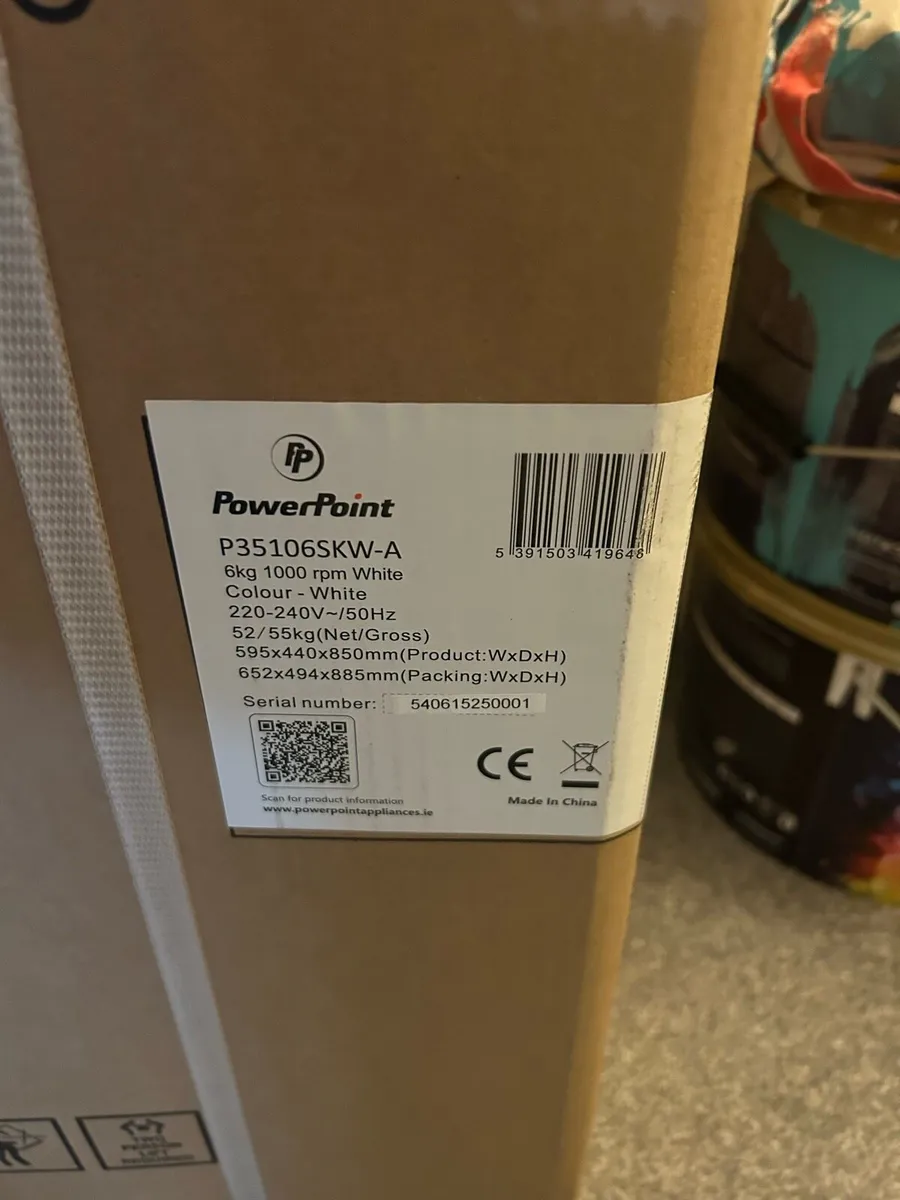 PP
PowerPoint
P35106SKW-A
6kg 1000 rpm White
Colour - White
220-240V~/50Hz
52/55kg(Net/Gross)
595x440x850mm(Product:WxDxH)
652x494x885mm(Packing:WxDxH)
Serial number: 540615250001
5 391503 419648
Scan for product information
www.powerpointappliances.ie
CE
Made In China